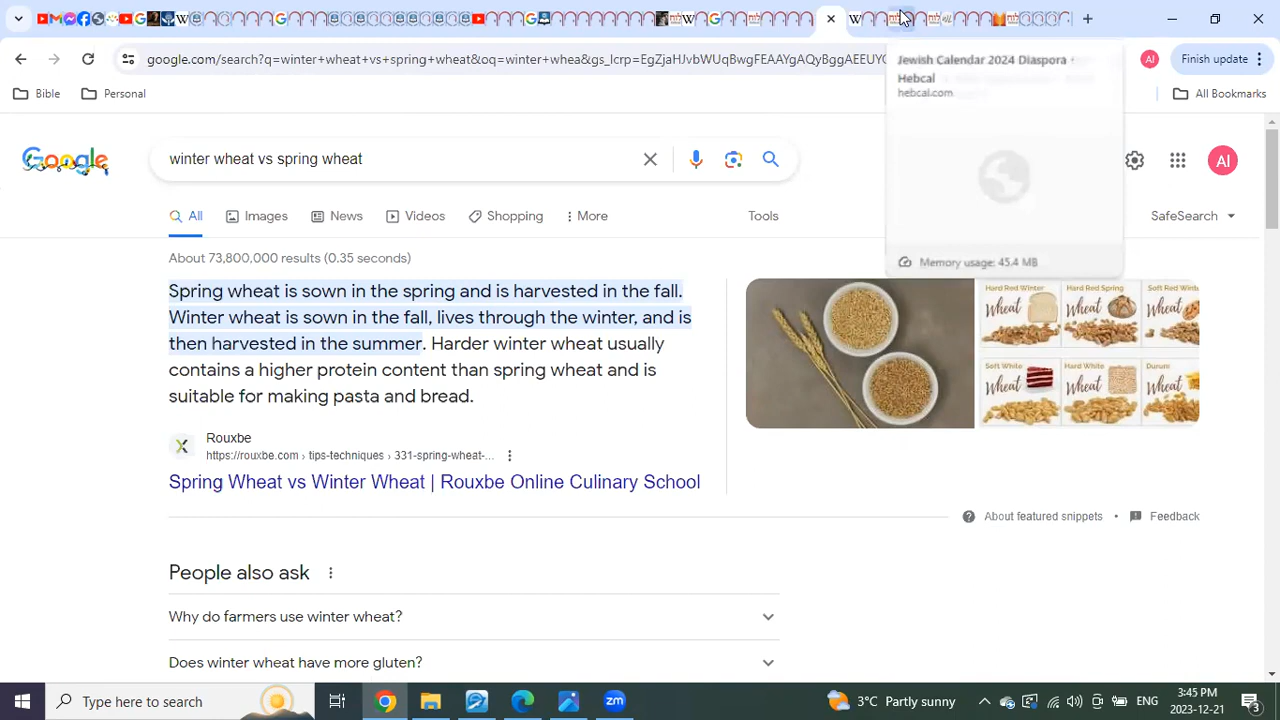 google.com/search?q=winter+wheat+vs+spring+wheat&oq=winter+whea&gs_lcrp=EgZjaHJvbWUqBwgFEAAYgAQyBggAEEUY
AI
Finish update
Bible
Personal
All Bookmarks
Jewish Calendar 2024 Diaspora -
Hebcal
hebcal.com
Memory usage: 45.4 MB
Google
winter wheat vs spring wheat
AI
All
Images
News
Videos
Shopping
More
Tools
SafeSearch
About 73,800,000 results (0.35 seconds)
Spring wheat is sown in the spring and is harvested in the fall.
Winter wheat is sown in the fall, lives through the winter, and is
then harvested in the summer. Harder winter wheat usually
contains a higher protein content than spring wheat and is
suitable for making pasta and bread.
Hard Red Winter
Wheat
Hard Red Spring
Wheat
Soft Red Wint
Wheat
Soft White
Wheat
Hard White
Wheat
Durum
Wheat
Rouxbe
https://rouxbe.com › tips-techniques › 331-spring-wheat-...
Spring Wheat vs Winter Wheat | Rouxbe Online Culinary School
About featured snippets
Feedback
People also ask
Why do farmers use winter wheat?
Does winter wheat have more gluten?
Type here to search
zm
3°C Partly sunny
ENG
3:45 PM
2023-12-21
3